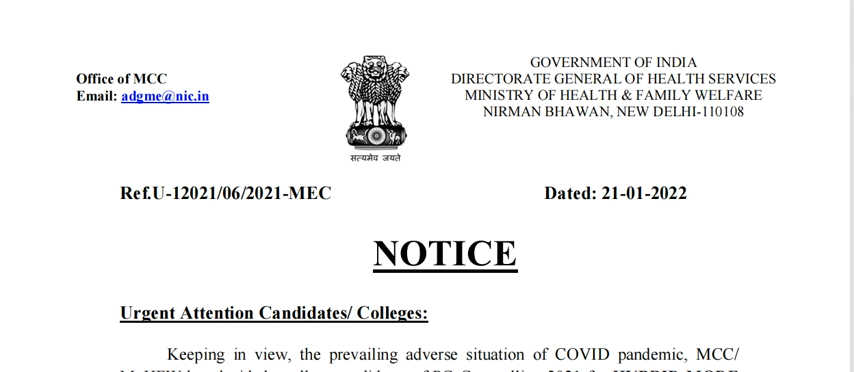 Office of MCC
Email: adgme@nic.in
सत्यमेव जयते
GOVERNMENT OF INDIA
DIRECTORATE GENERAL OF HEALTH SERVICES
MINISTRY OF HEALTH & FAMILY WELFARE
NIRMAN BHAWAN, NEW DELHI-110108
Ref.U-12021/06/2021-MEC
Dated: 21-01-2022
NOTICE
Urgent Attention Candidates/ Colleges:
Keeping in view, the prevailing adverse situation of COVID pandemic, MCC/